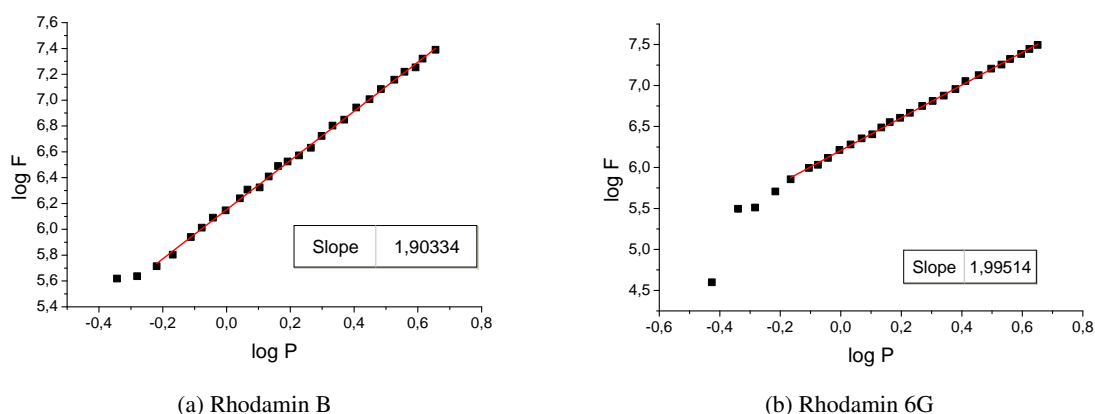 7,6
7,4
7,2
7,0
6,8
6,6
6,4
6,2
6,0
5,8
5,6
5,4
log F
-0,4 -0,2 0,0 0,2 0,4 0,6 0,8
log P
Slope 1,90334
(a) Rhodamin B
7,5
7,0
6,5
6,0
5,5
5,0
4,5
log F
-0,6 -0,4 -0,2 0,0 0,2 0,4 0,6 0,8
log P
Slope 1,99514
(b) Rhodamin 6G